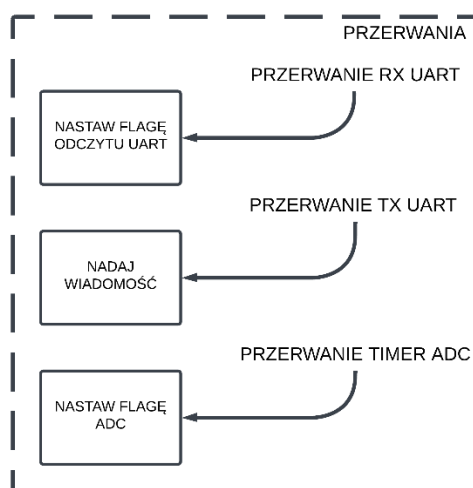 PRZERWANIA
PRZERWANIE RX UART
NASTAW FLAGĘ
ODCZYTU UART
PRZERWANIE TX UART
NADAJ
WIADOMOŚĆ
PRZERWANIE TIMER ADC
NASTAW FLAGĘ
ADC